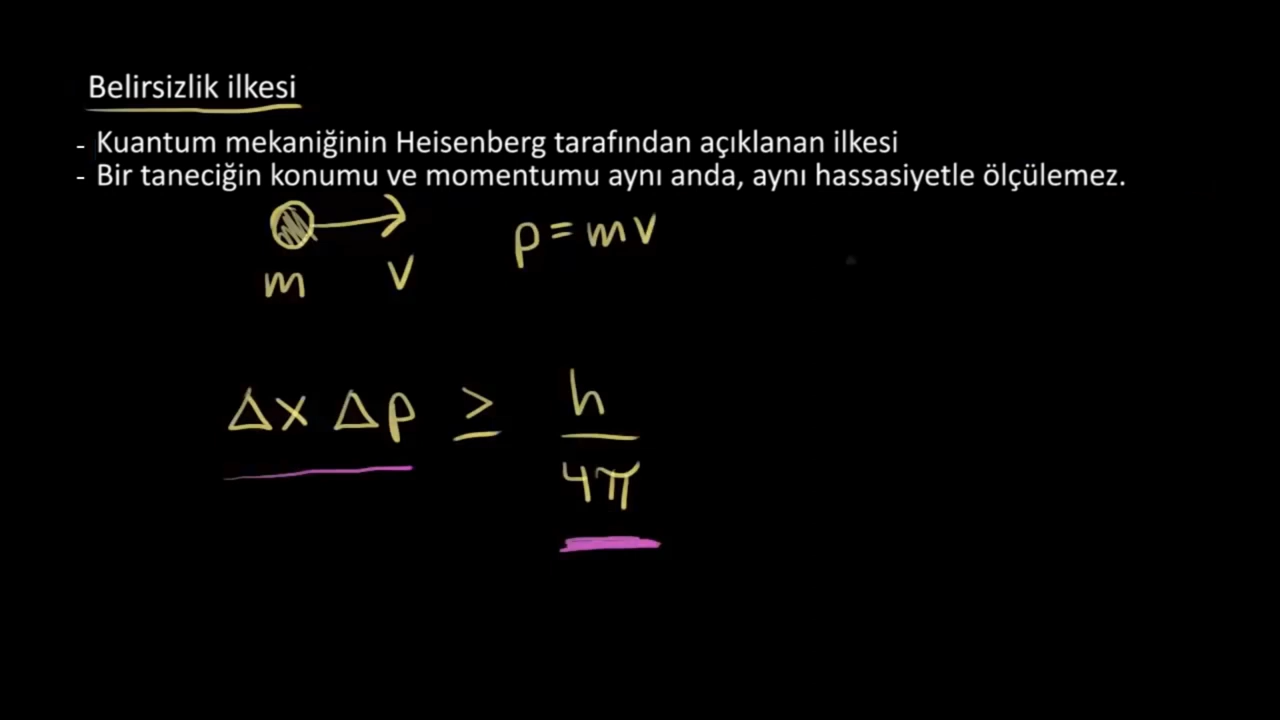 Belirsizlik ilkesi
- Kuantum mekaniğinin Heisenberg tarafından açıklanan ilkesi
- Bir taneciğin konumu ve momentumu aynı anda, aynı hassasiyetle ölçülemez.
p = mv
m v
Δx Δp ≥ h
4π